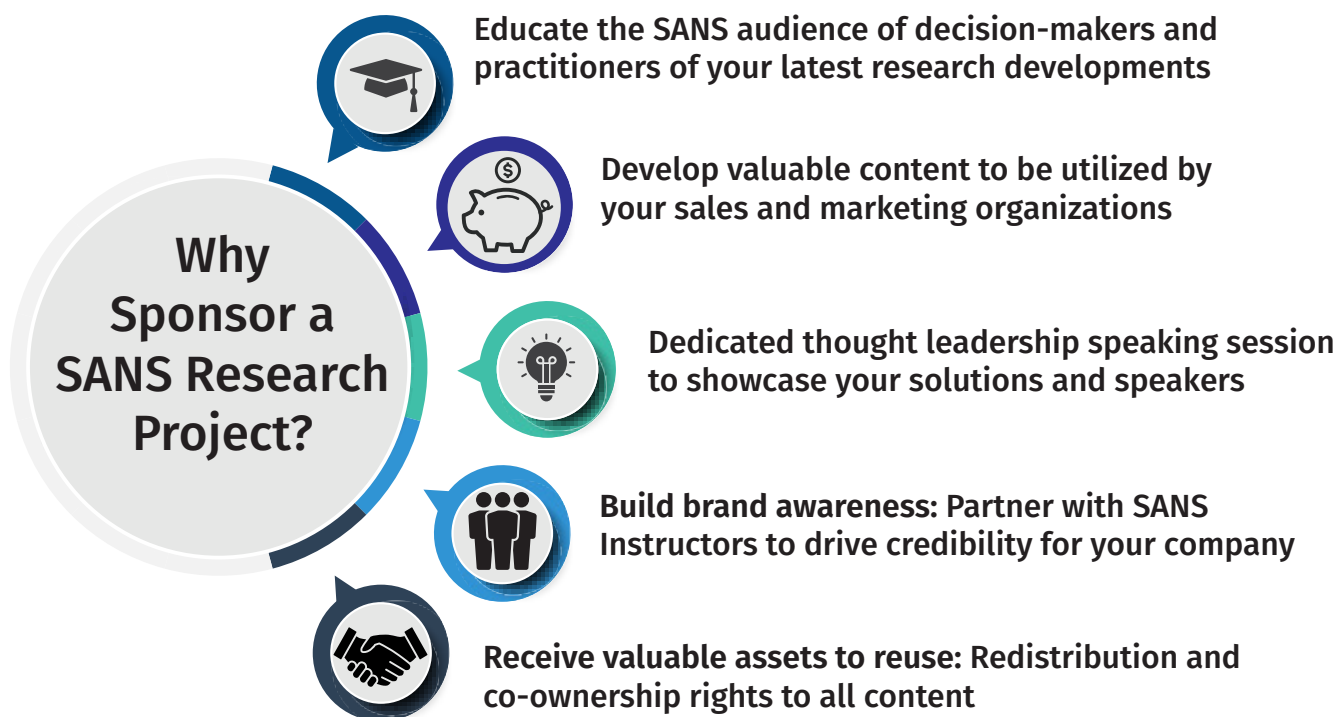 Why
Sponsor a
SANS Research
Project?
Educate the SANS audience of decision-makers and
practitioners of your latest research developments
$
Develop valuable content to be utilized by
your sales and marketing organizations
Dedicated thought leadership speaking session
to showcase your solutions and speakers
Build brand awareness: Partner with SANS
Instructors to drive credibility for your company
Receive valuable assets to reuse: Redistribution and
co-ownership rights to all content